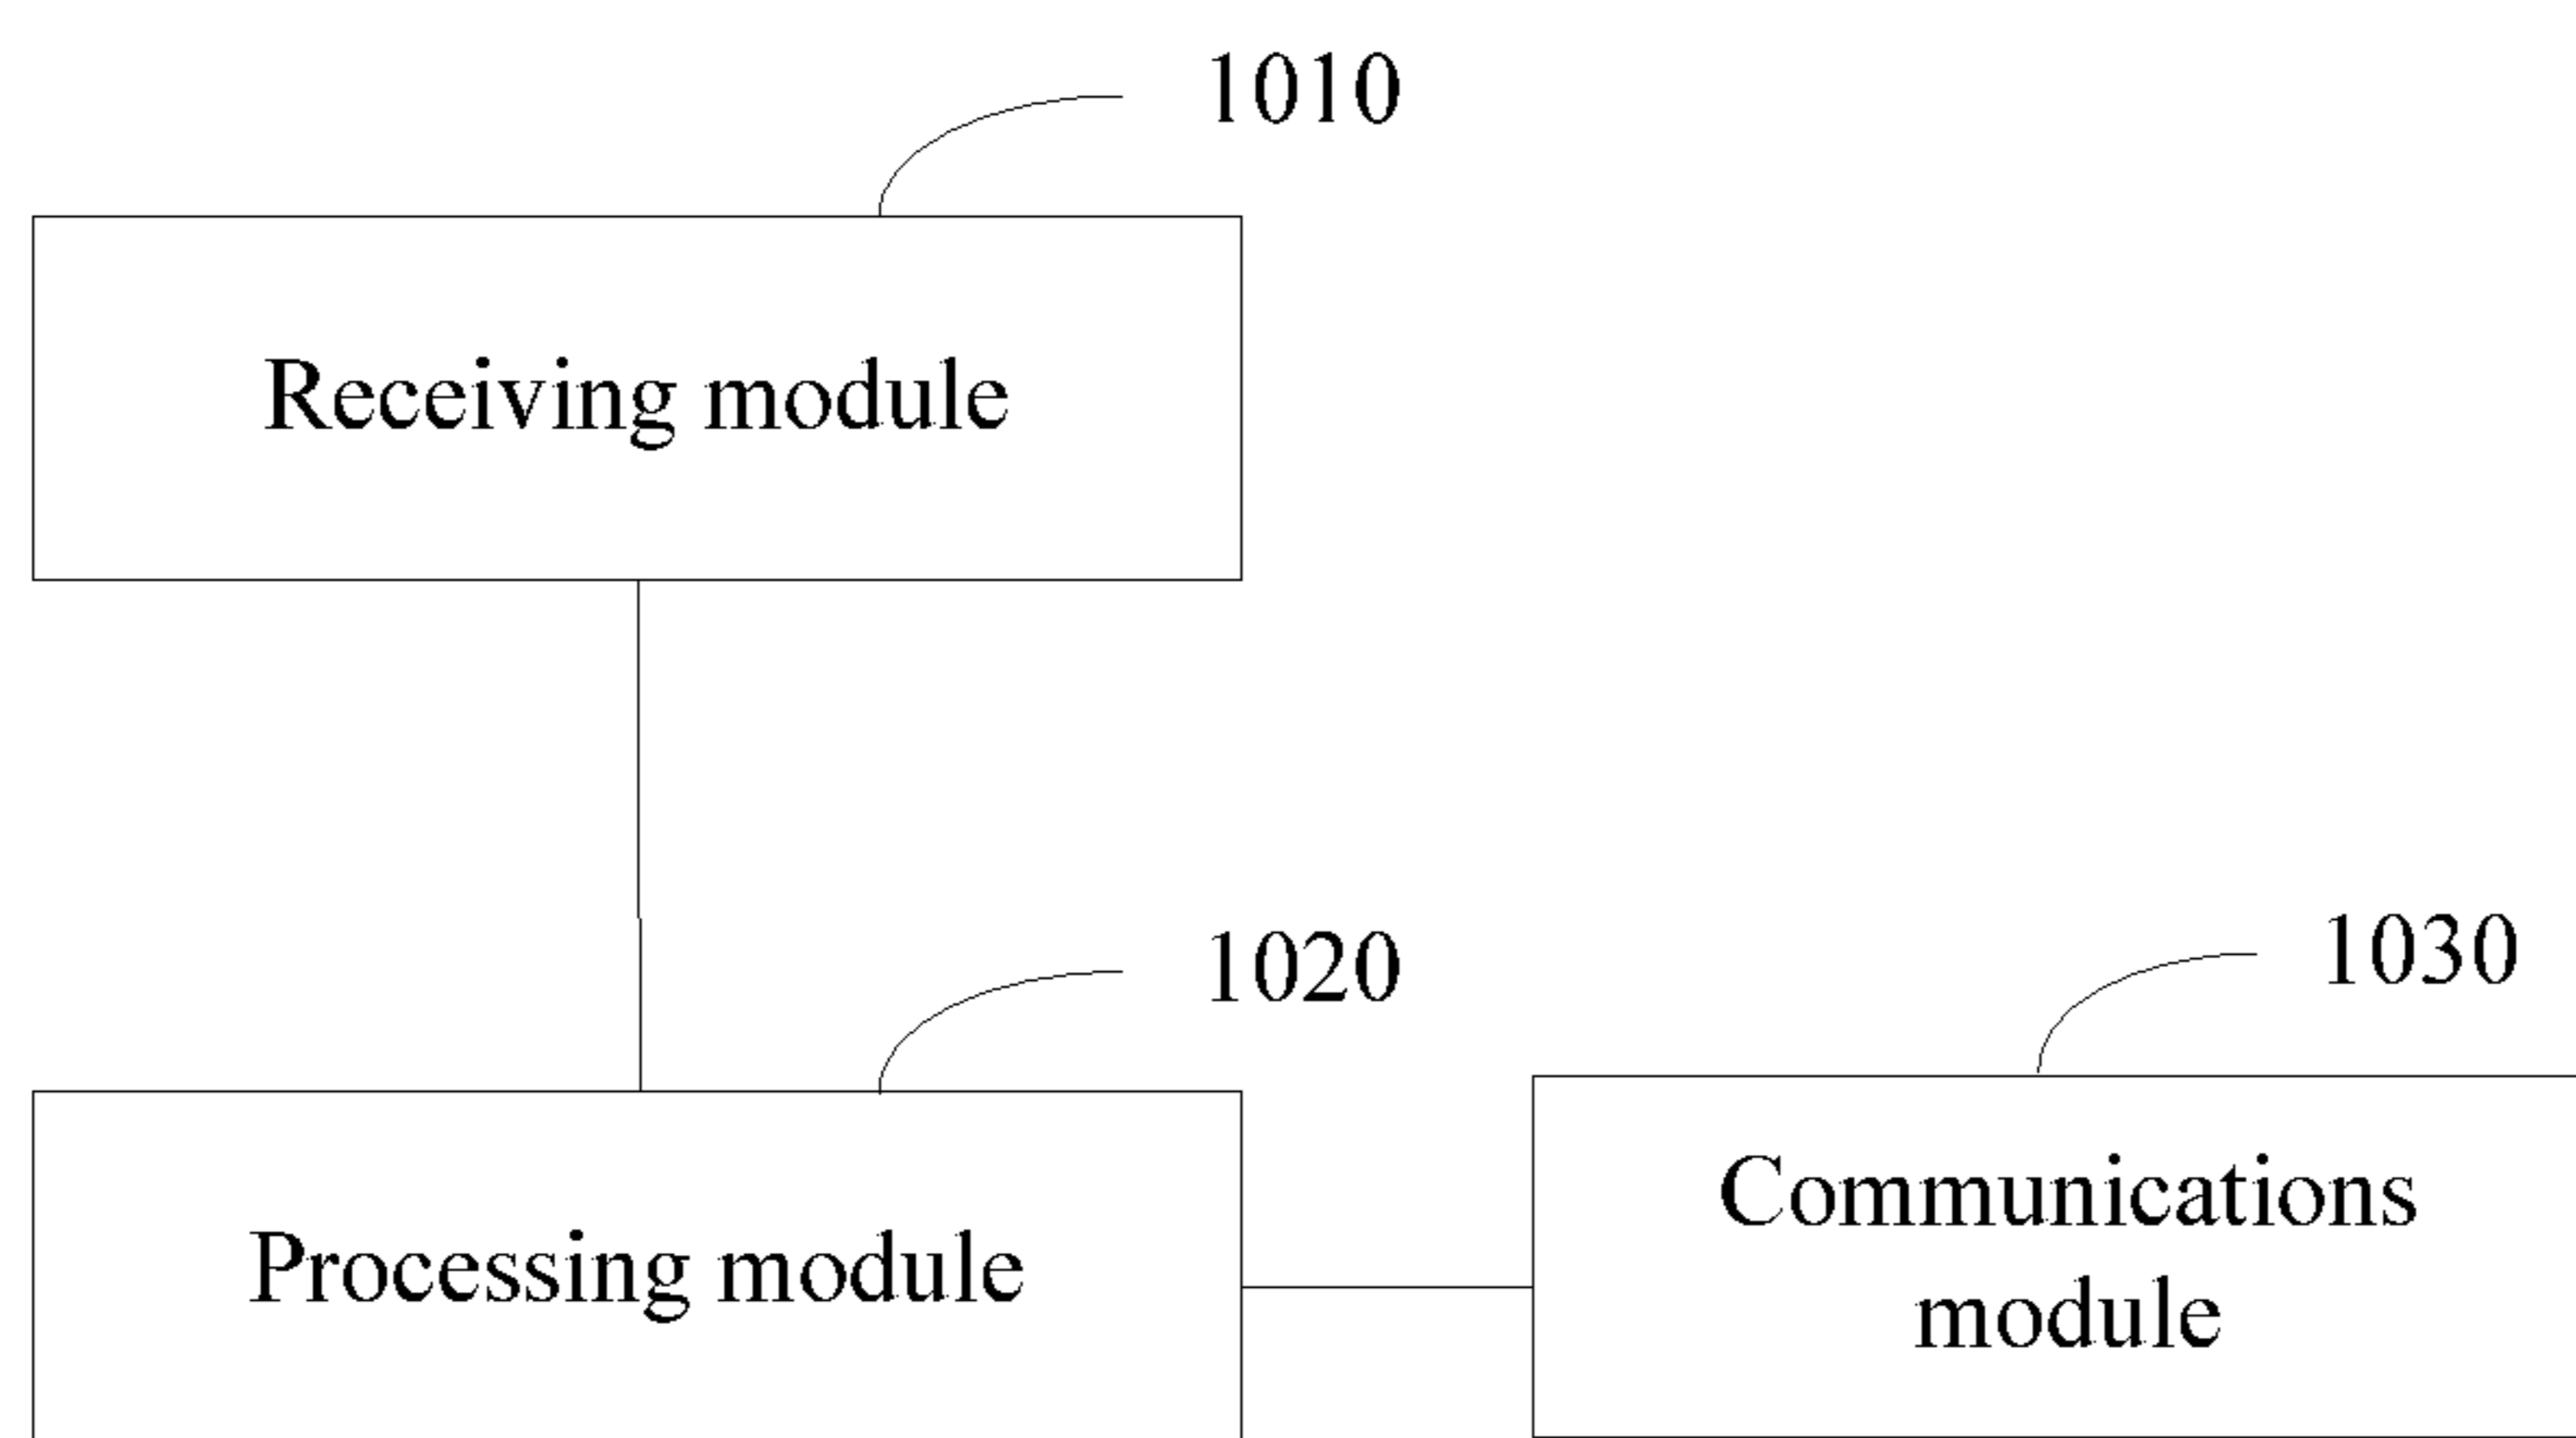 1010
Receiving module
1020
1030
Processing module
Communications
module